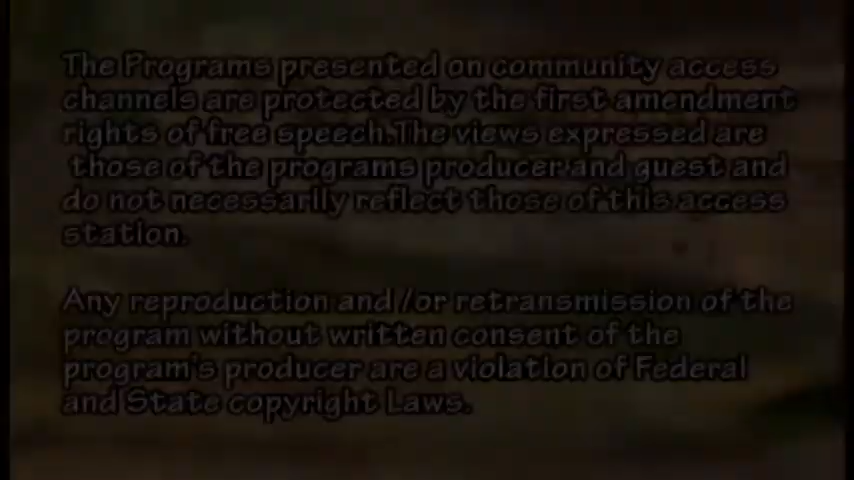 The Programs presented on community access
channels are protected by the first amendment
rights of free speech.The views expressed are
those of the programs producer and guest and
do not necessarily reflect those of this access
station.
Any reproduction and /or retransmission of the
program without written consent of the
program's producer are a violation of Federal
and State copyright Laws.